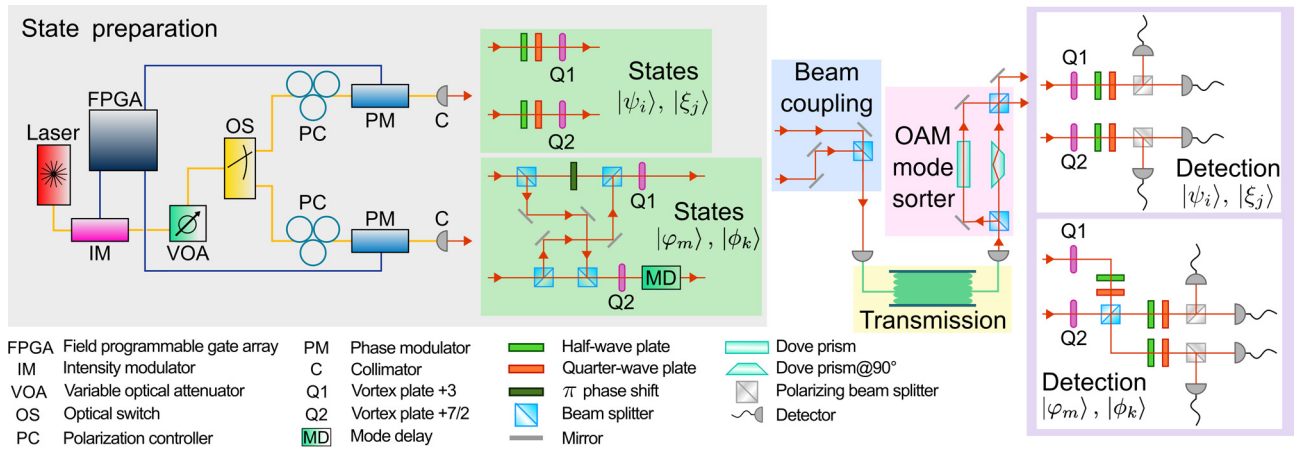 State preparation
FPGA
Laser
IM
VOA
OS
PC
PM
C
PC
PM
C
Q1
States
|ψᵢ⟩, |ξⱼ⟩
Q2
Q1
States
|φₘ⟩, |ϕₖ⟩
Q2
MD
Beam
coupling
OAM
mode
sorter
Transmission
Q1
Q2
Detection
|ψᵢ⟩, |ξⱼ⟩
Q1
Q2
Detection
|φₘ⟩, |ϕₖ⟩
FPGA Field programmable gate array
IM Intensity modulator
VOA Variable optical attenuator
OS Optical switch
PC Polarization controller
PM Phase modulator
C Collimator
Q1 Vortex plate +3
Q2 Vortex plate +7/2
MD Mode delay
Half-wave plate
Quarter-wave plate
π phase shift
Beam splitter
Mirror
Dove prism
Dove prism@90°
Polarizing beam splitter
Detector